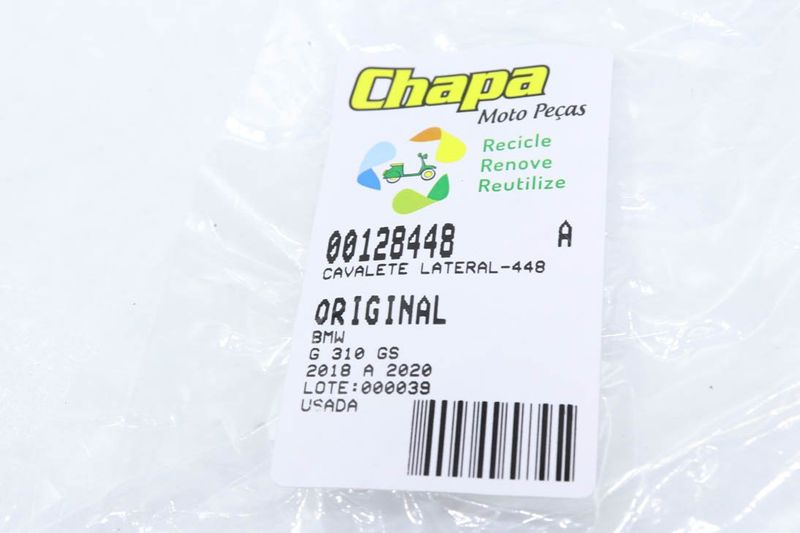 Chapa
Moto Peças
Recicle
Renove
Reutilize
00128448 A
CAVALETE LATERAL-448
ORIGINAL
BMW
G 310 GS
2018 A 2020
LOTE:000039
USADA